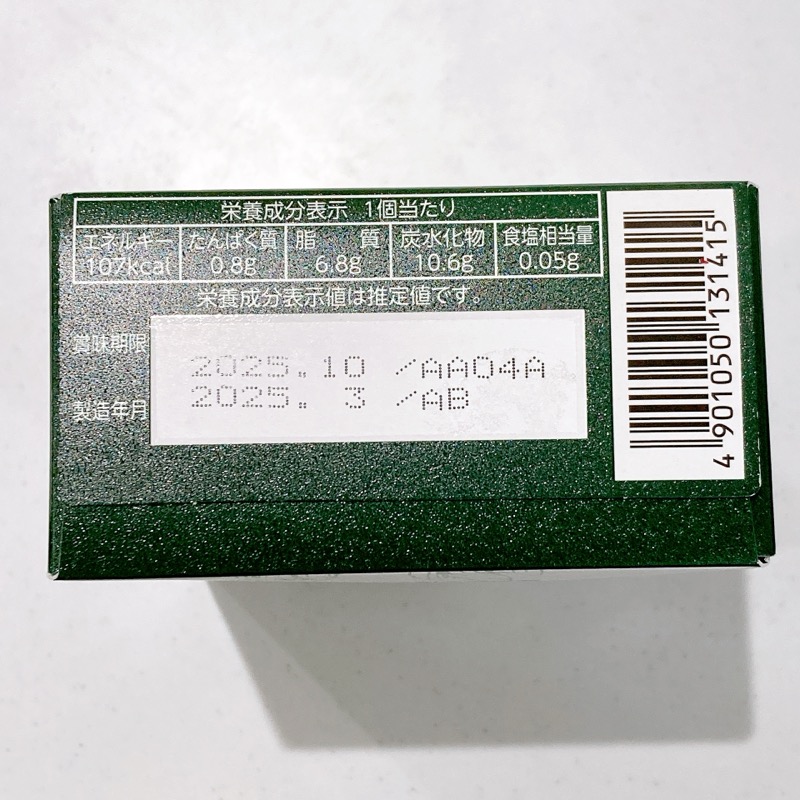 栄養成分表示 1個当たり
エネルギー たんぱく質 脂質 炭水化物 食塩相当量
107kcal 0.8g 6.8g 10.6g 0.05g
栄養成分表示値は推定値です。
賞味期限 2025.10 /AA04A
製造年月 2025. 3 /AB
4 901050 131415